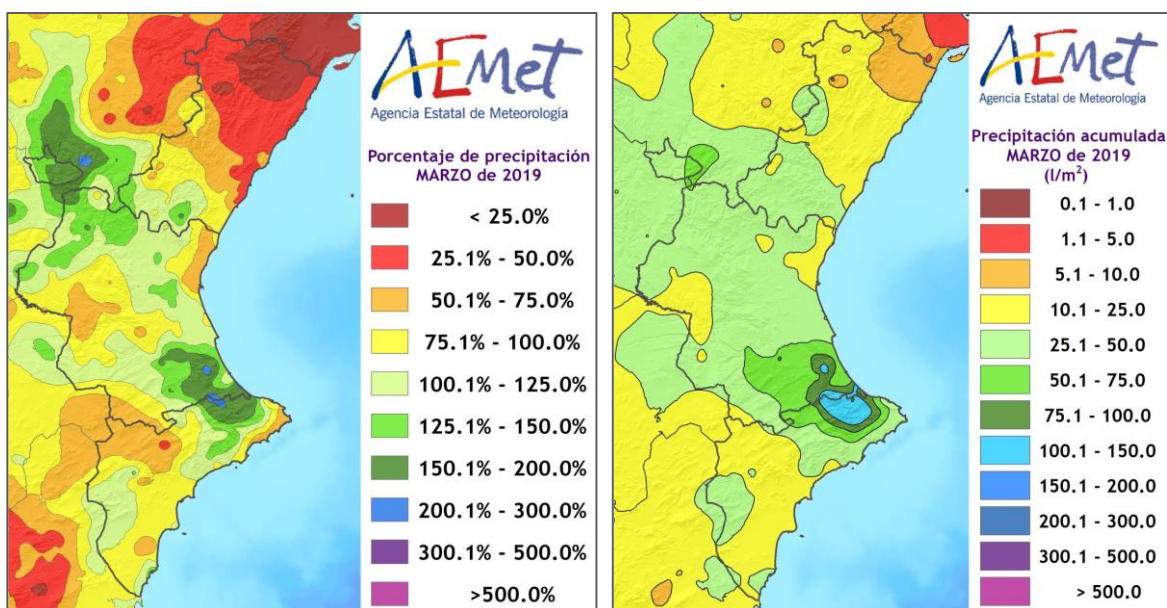 AEMet
Agencia Estatal de Meteorología
Porcentaje de precipitación
MARZO de 2019
< 25.0%
25.1% - 50.0%
50.1% - 75.0%
75.1% - 100.0%
100.1% - 125.0%
125.1% - 150.0%
150.1% - 200.0%
200.1% - 300.0%
300.1% - 500.0%
>500.0%
AEMet
Agencia Estatal de Meteorología
Precipitación acumulada
MARZO de 2019
(l/m²)
0.1 - 1.0
1.1 - 5.0
5.1 - 10.0
10.1 - 25.0
25.1 - 50.0
50.1 - 75.0
75.1 - 100.0
100.1 - 150.0
150.1 - 200.0
200.1 - 300.0
300.1 - 500.0
> 500.0